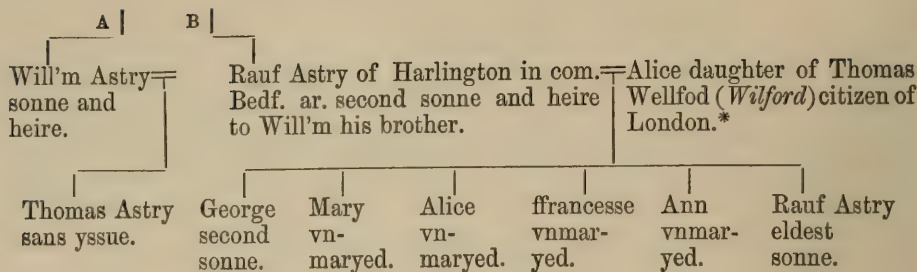 A B
Will'm Astry
sonne and
heire.
Rauf Astry of Harlington in com.
Bedf. ar. second sonne and heire
to Will'm his brother.
Alice daughter of Thomas
Wellfod (Wilford) citizen of
London.*
Thomas Astry
sans yssue.
George
second
sonne.
Mary
vn-
maryed.
Alice
vn-
maryed.
ffrancesse
vnmar-
yed.
Ann
vnmar-
yed.
Rauf Astry
eldest
sonne.